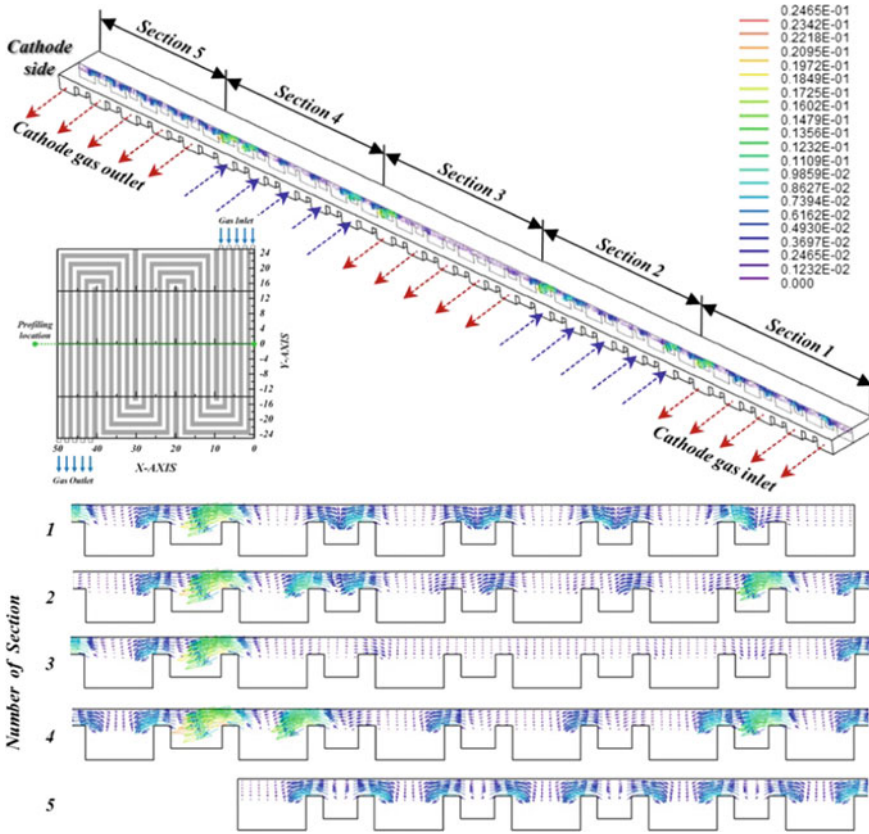 Cathode side
Section 5
Section 4
Section 3
Section 2
Section 1
Cathode gas outlet
Cathode gas inlet
0.2465E-01
0.2342E-01
0.2218E-01
0.2095E-01
0.1972E-01
0.1849E-01
0.1725E-01
0.1602E-01
0.1479E-01
0.1356E-01
0.1232E-01
0.1109E-01
0.9859E-02
0.8627E-02
0.7394E-02
0.6162E-02
0.4930E-02
0.3697E-02
0.2465E-02
0.1232E-02
0.000
Gas Inlet
Profiling location
24
20
16
12
8
4
0
-4
-8
-12
-16
-20
-24
Y-AXIS
50 40 30 20 10 0
X-AXIS
Gas Outlet
Number of Section
1
2
3
4
5